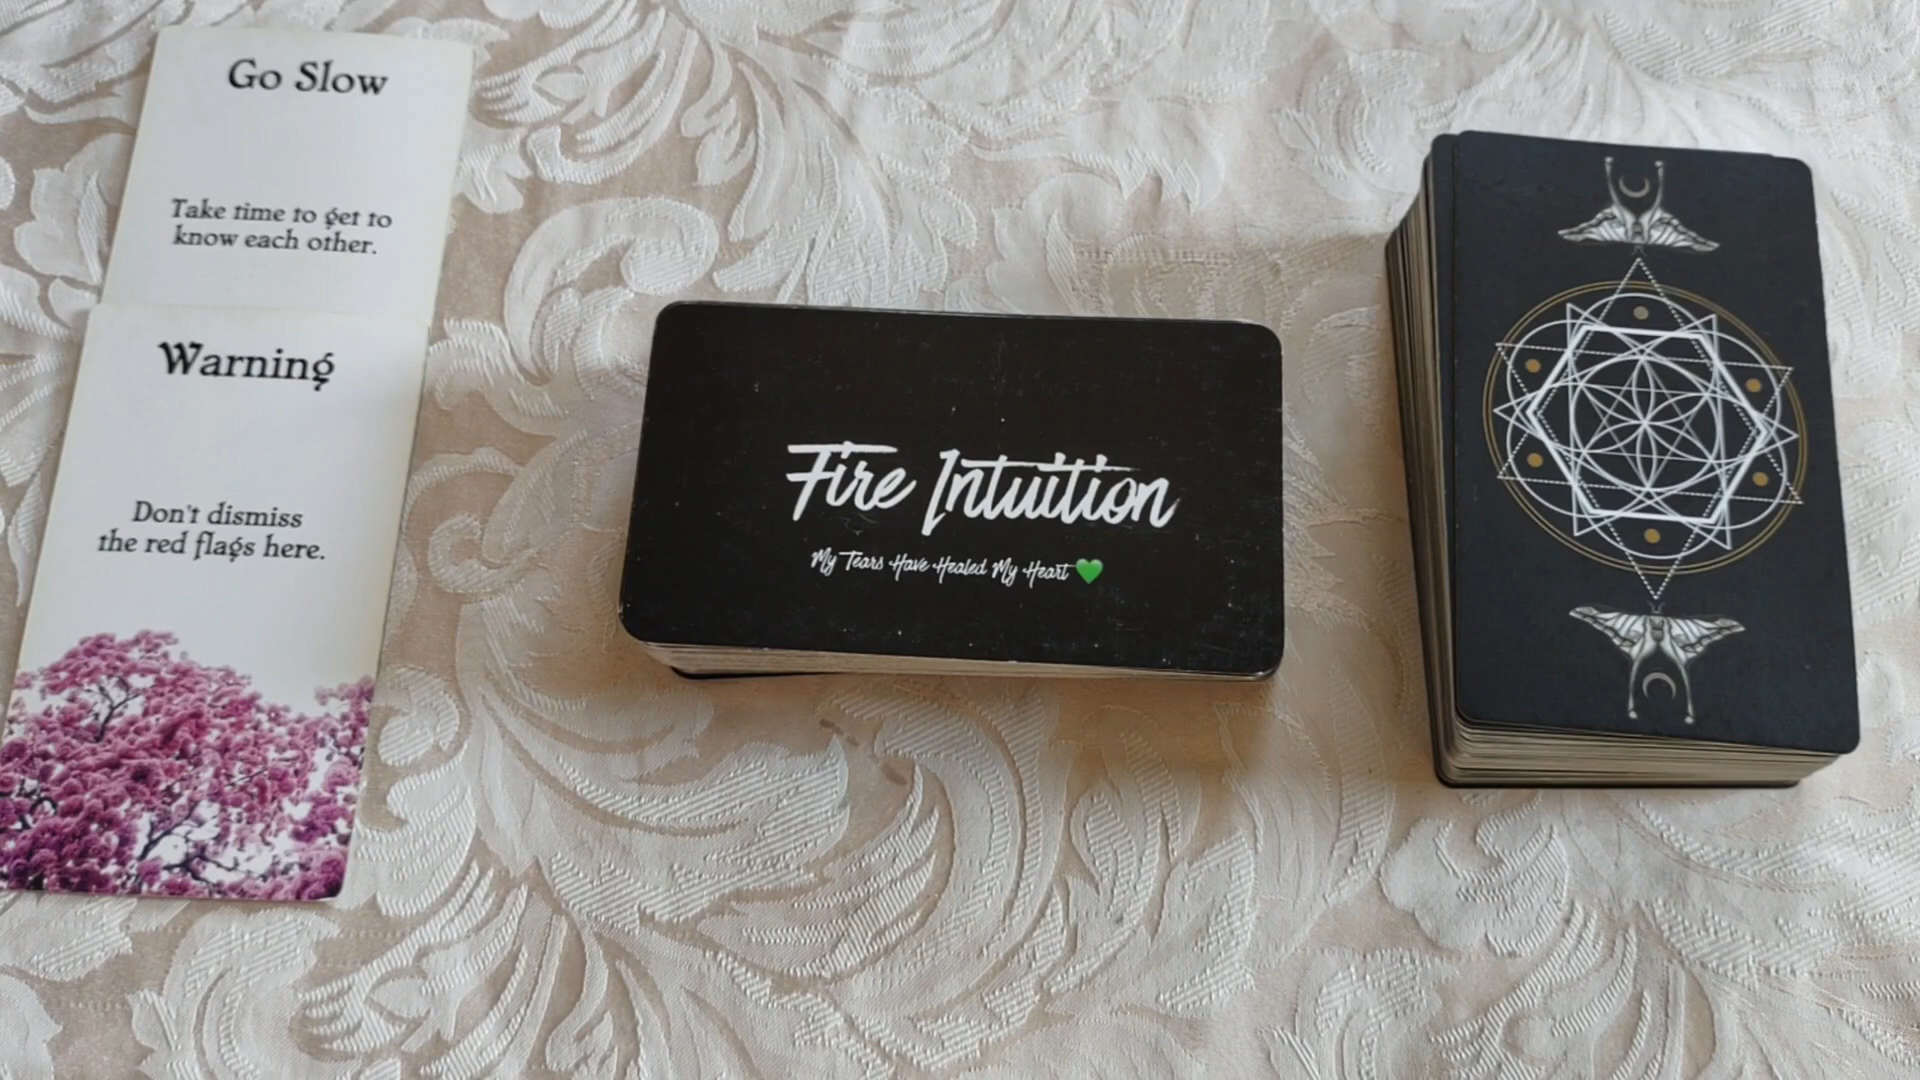 Go Slow
Take time to get to
know each other.
Warning
Don't dismiss
the red flags here.
Fire Intuition
My Tears Have Healed My Heart 💚